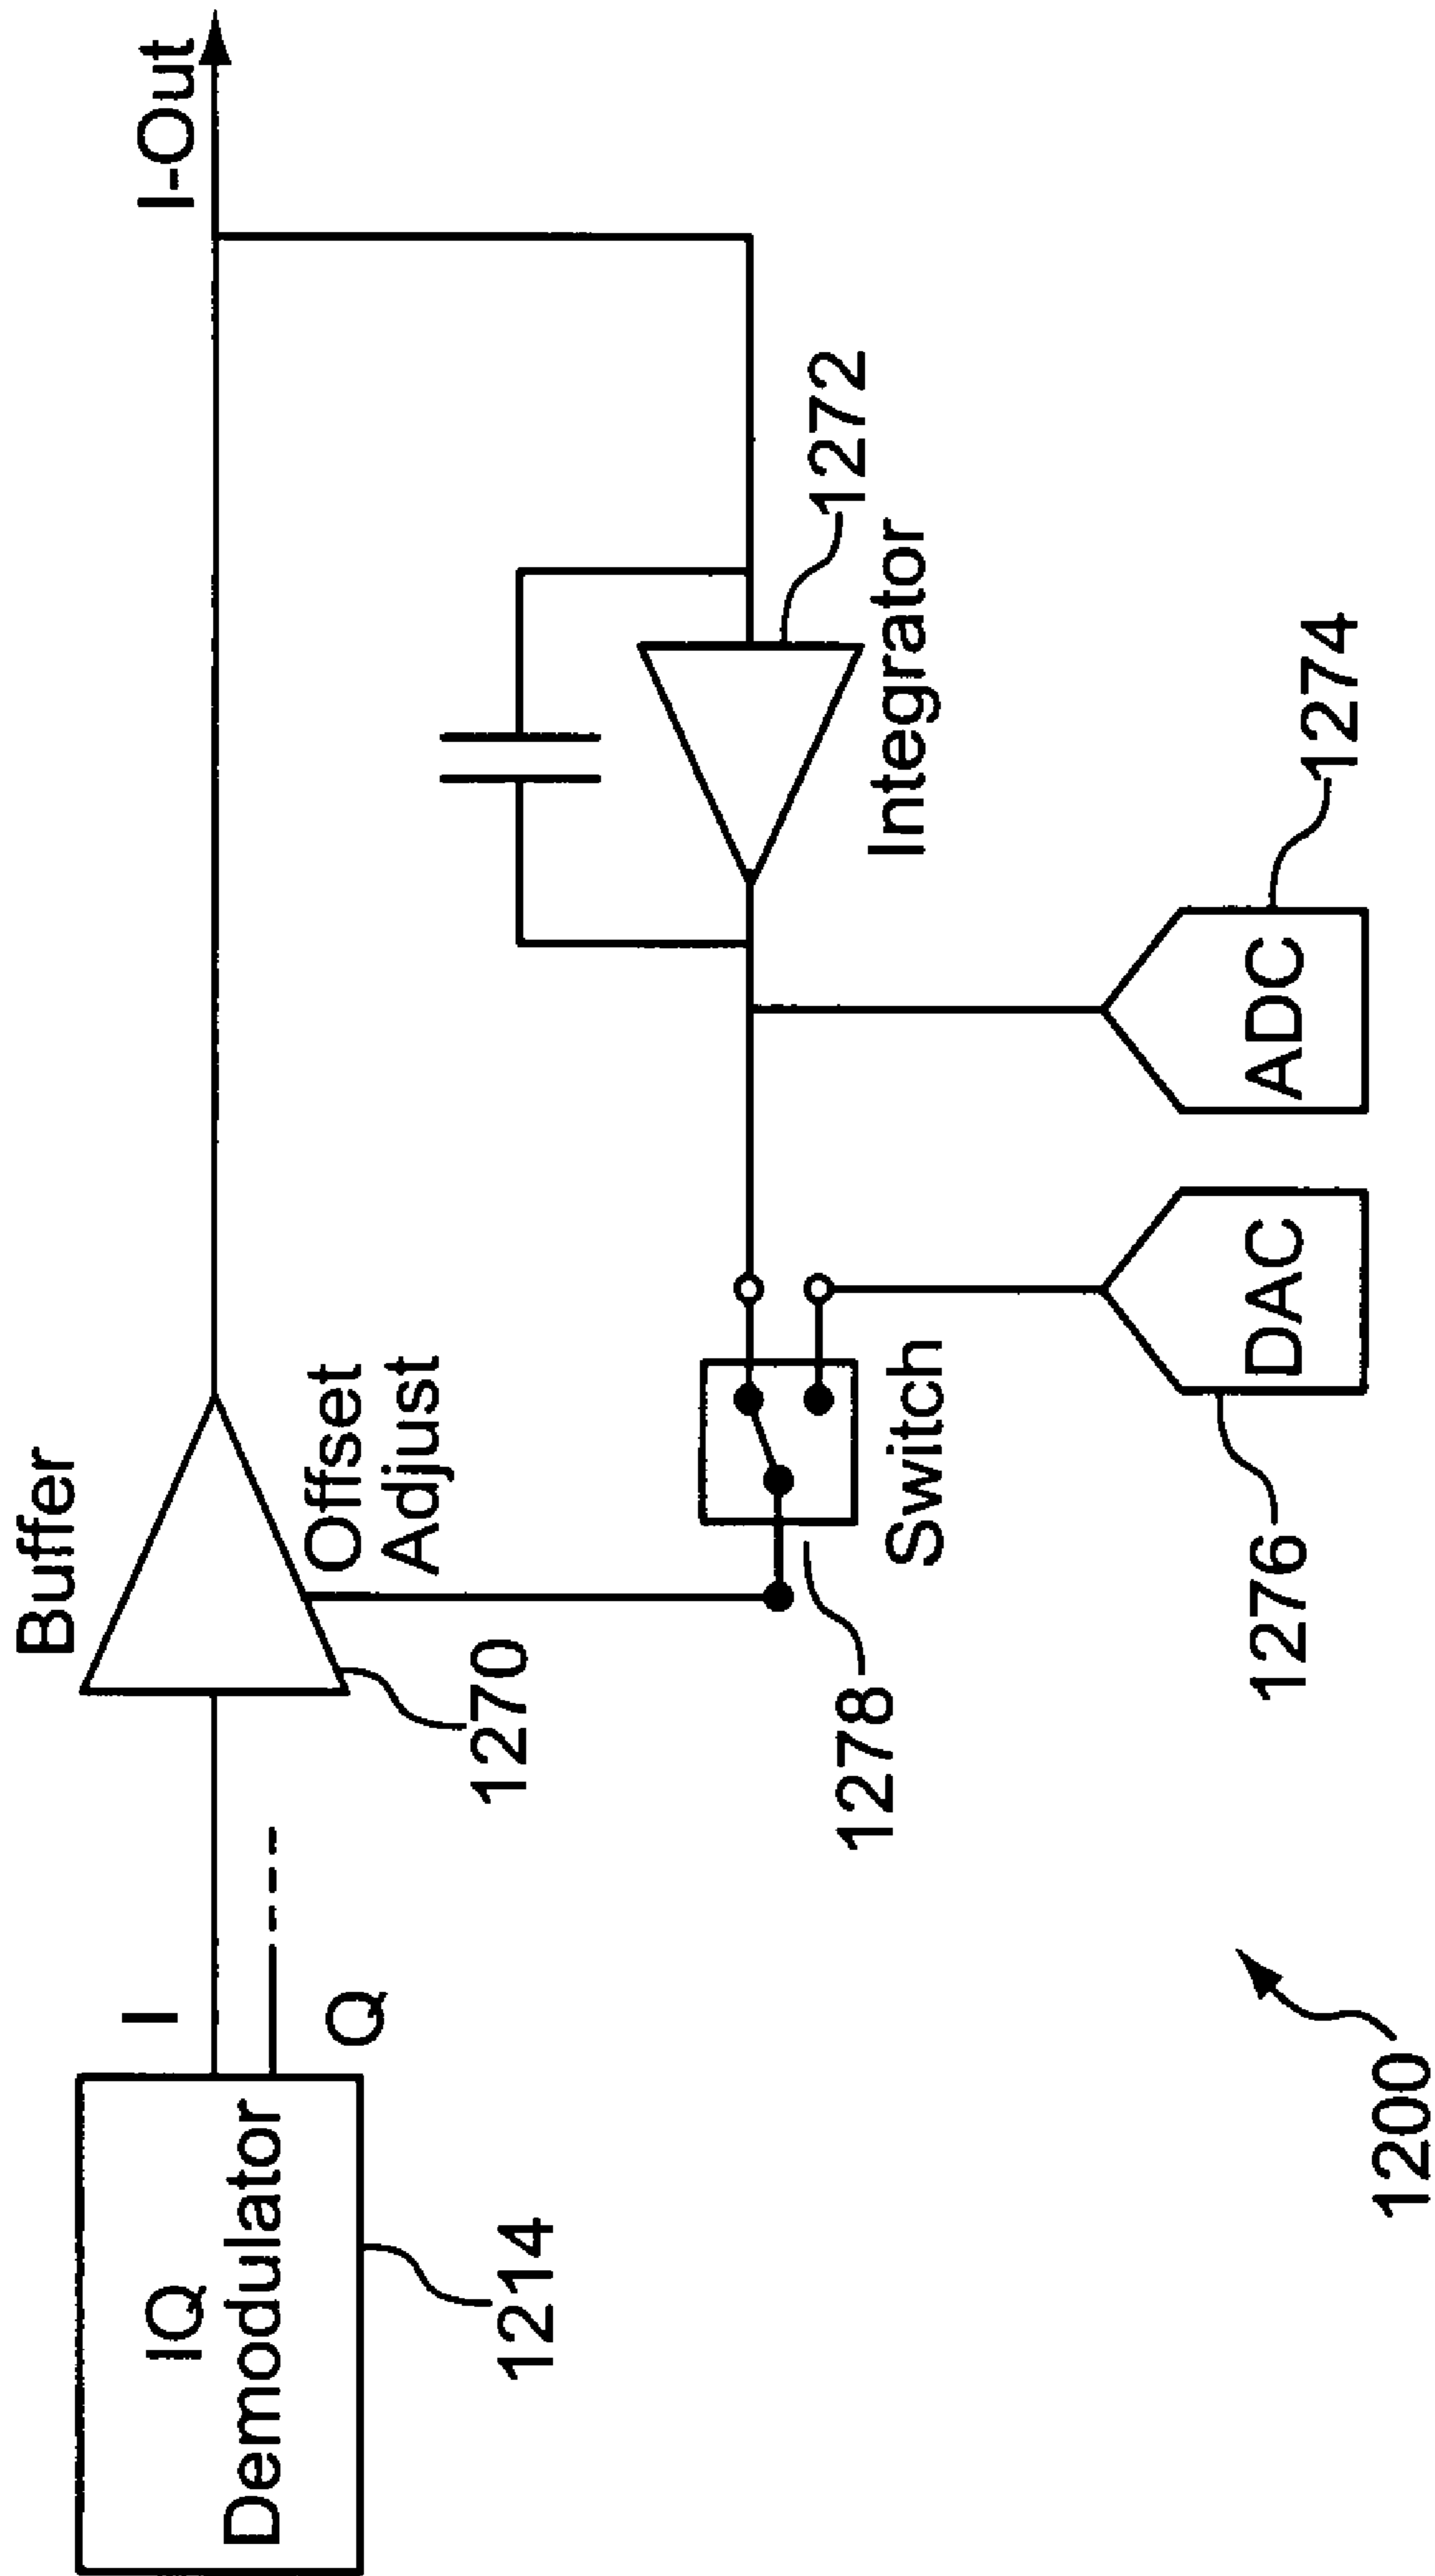 Buffer
I-Out
IQ
Demodulator
I
Q
Offset
Adjust
1270
1214
1272
Integrator
Switch
1278
DAC
ADC
1276
1274
1200